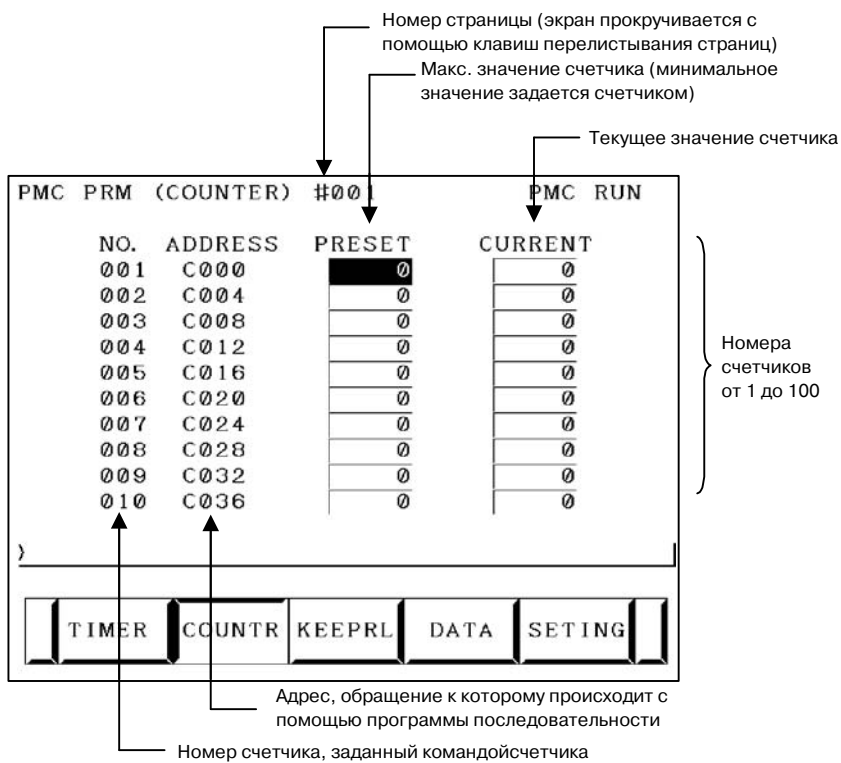 Номер страницы (экран прокручивается с
помощью клавиш перелистывания страниц)
Макс. значение счетчика (минимальное
значение задается счетчиком)
Текущее значение счетчика
PMC PRM (COUNTER) #001 PMC RUN
NO. ADDRESS PRESET CURRENT
001 C000 0 0
002 C004 0 0
003 C008 0 0
004 C012 0 0
005 C016 0 0
006 C020 0 0
007 C024 0 0
008 C028 0 0
009 C032 0 0
010 C036 0 0
Номера
счетчиков
от 1 до 100
)
TIMER COUNTR KEEPRL DATA SETING
Адрес, обращение к которому происходит с
помощью программы последовательности
Номер счетчика, заданный командойсчетчика